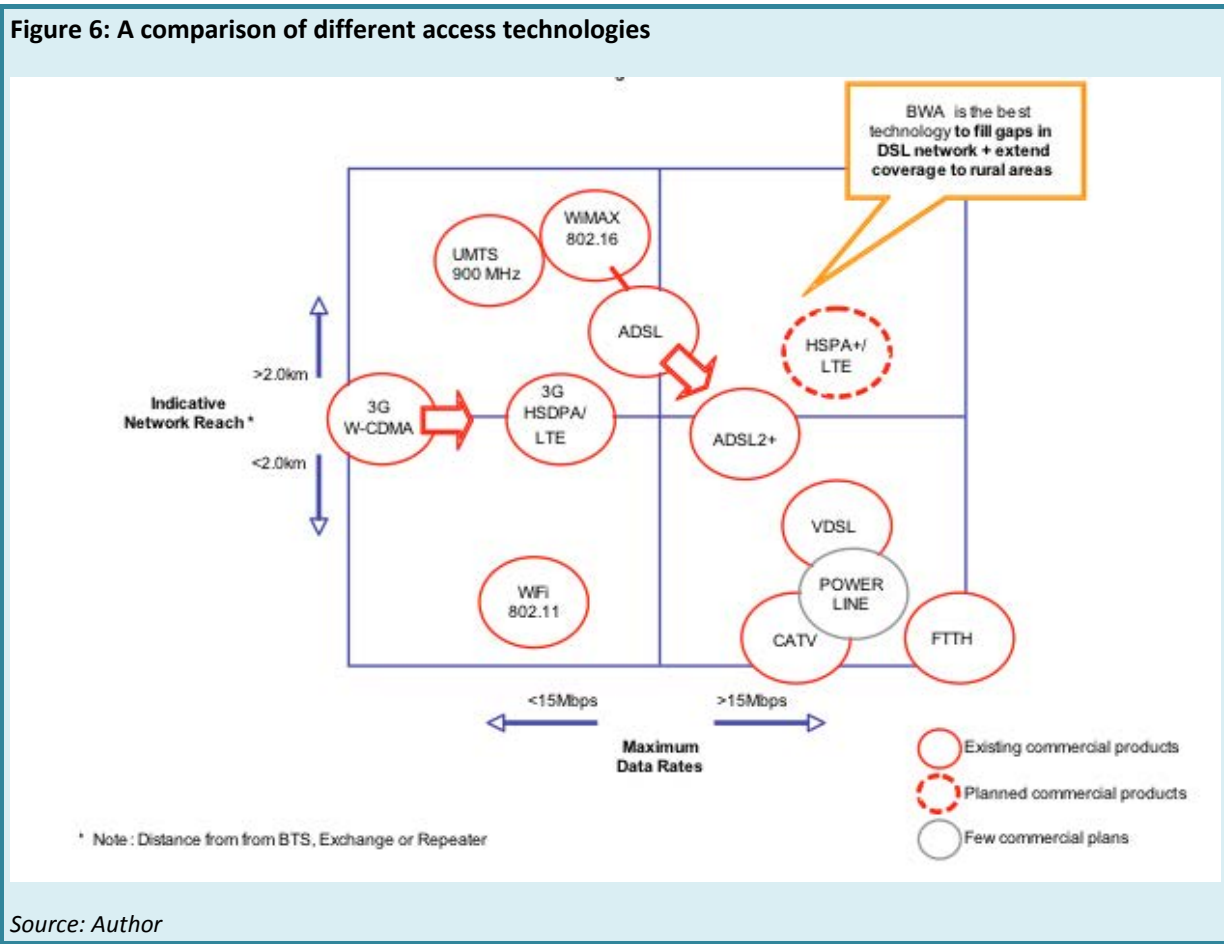 Figure 6: A comparison of different access technologies
BWA is the best
technology to fill gaps in
DSL network + extend
coverage to rural areas
WiMAX
802.16
UMTS
900 MHz
ADSL
HSPA+/
LTE
>2.0km
Indicative
Network Reach *
<2.0km
3G
W-CDMA
3G
HSDPA/
LTE
ADSL2+
VDSL
POWER
LINE
WiFi
802.11
CATV
FTTH
<15Mbps
>15Mbps
Maximum
Data Rates
Existing commercial products
Planned commercial products
Few commercial plans
* Note : Distance from from BTS, Exchange or Repeater
Source: Author